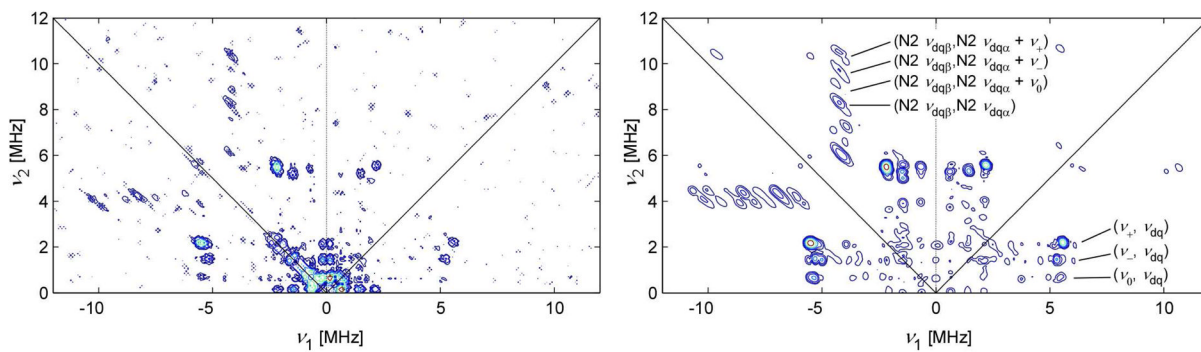 12
10
8
6
4
2
0
ν2 [MHz]
-10 -5 0 5 10
ν1 [MHz]
12
10
8
6
4
2
0
ν2 [MHz]
(N2 νdqβ,N2 νdqα + ν+)
(N2 νdqβ,N2 νdqα + ν−)
(N2 νdqβ,N2 νdqα + ν0)
(N2 νdqβ,N2 νdqα)
(ν+, νdq)
(ν−, νdq)
(ν0, νdq)
-10 -5 0 5 10
ν1 [MHz]